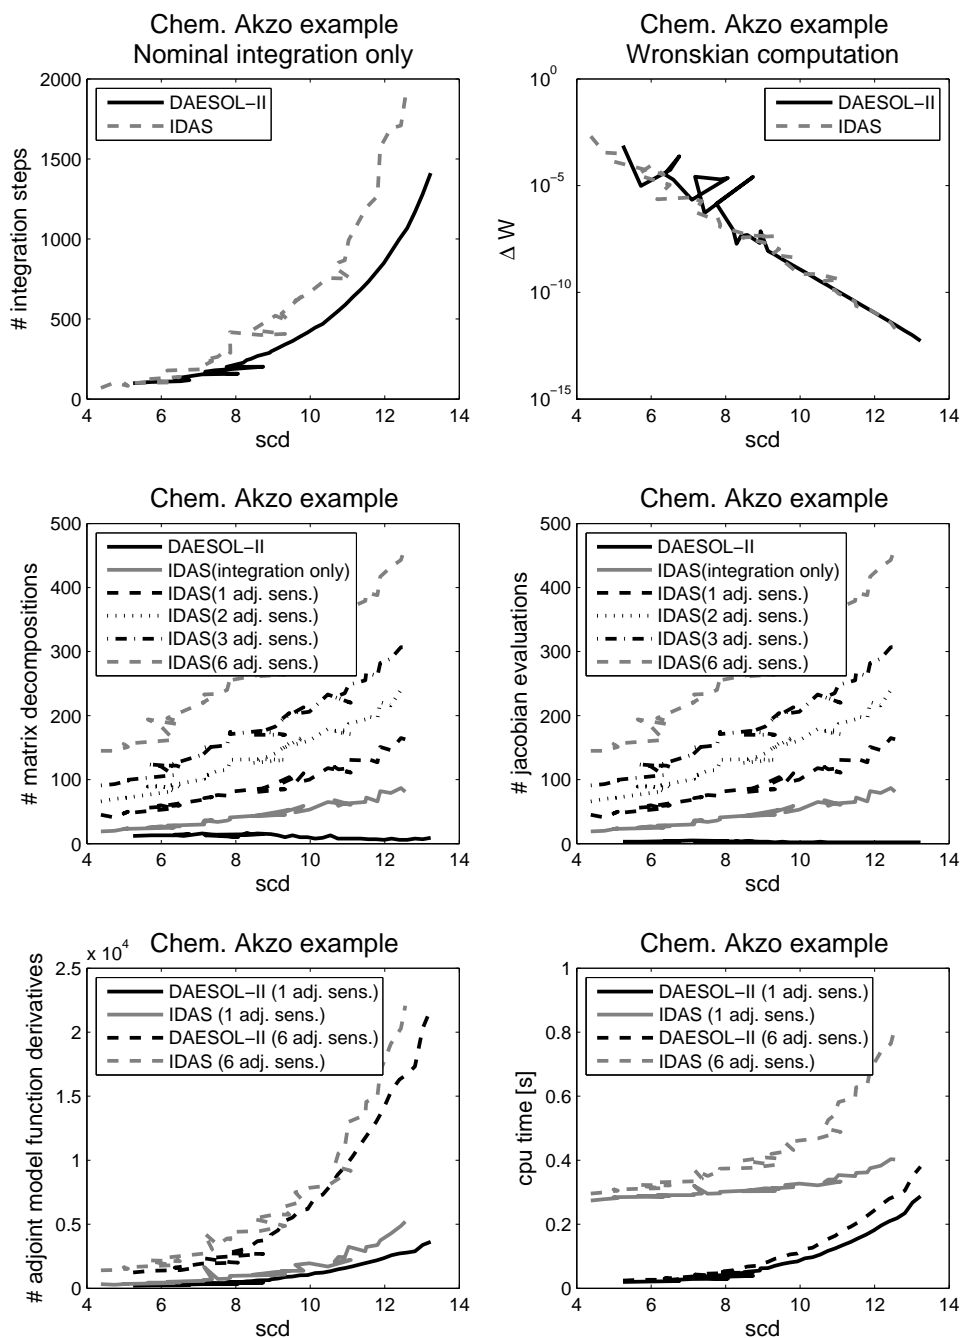 Chem. Akzo example
Nominal integration only
2000
1500
1000
500
0
# integration steps
DAESOL−II
IDAS
4
6
8
10
12
14
scd
Chem. Akzo example
Wronskian computation
10^0
10^−5
10^−10
10^−15
Δ W
DAESOL−II
IDAS
4
6
8
10
12
14
scd
Chem. Akzo example
500
400
300
200
100
0
# matrix decompositions
DAESOL−II
IDAS(integration only)
IDAS(1 adj. sens.)
IDAS(2 adj. sens.)
IDAS(3 adj. sens.)
IDAS(6 adj. sens.)
4
6
8
10
12
14
scd
Chem. Akzo example
500
400
300
200
100
0
# jacobian evaluations
DAESOL−II
IDAS(integration only)
IDAS(1 adj. sens.)
IDAS(2 adj. sens.)
IDAS(3 adj. sens.)
IDAS(6 adj. sens.)
4
6
8
10
12
14
scd
x 10^4
Chem. Akzo example
2.5
2
1.5
1
0.5
0
# adjoint model function derivatives
DAESOL−II (1 adj. sens.)
IDAS (1 adj. sens.)
DAESOL−II (6 adj. sens.)
IDAS (6 adj. sens.)
4
6
8
10
12
14
scd
Chem. Akzo example
1
0.8
0.6
0.4
0.2
0
cpu time [s]
DAESOL−II (1 adj. sens.)
IDAS (1 adj. sens.)
DAESOL−II (6 adj. sens.)
IDAS (6 adj. sens.)
4
6
8
10
12
14
scd